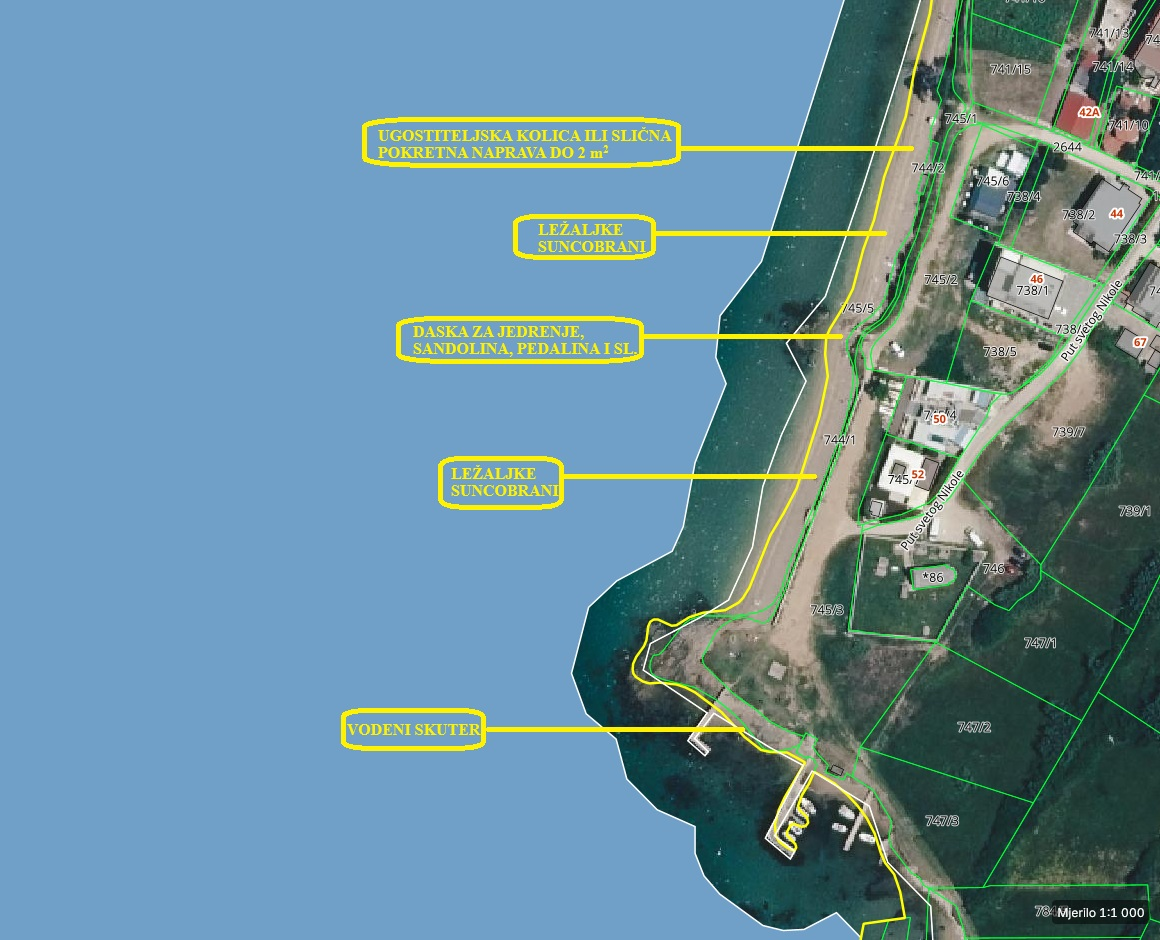 741/13
741/14
741/15
42A
745/1
741/10
UGOSTITELJSKA KOLICA ILI SLIČNA
POKRETNA NAPRAVA DO 2 m²
2644
744/2
745/6
738/4
738/2
44
738/3
LEŽALJKE
SUNCOBRANI
745/2
46
738/1
745/5
Put svetog Nikole
DASKA ZA JEDRENJE,
SANDOLINA, PEDALINA I SL.
67
738/5
50
744/1
739/7
LEŽALJKE
SUNCOBRANI
52
Put svetog Nikole
739/1
746
*86
745/3
747/1
VODENI SKUTER
747/2
747/3
Mjerilo 1:1 000